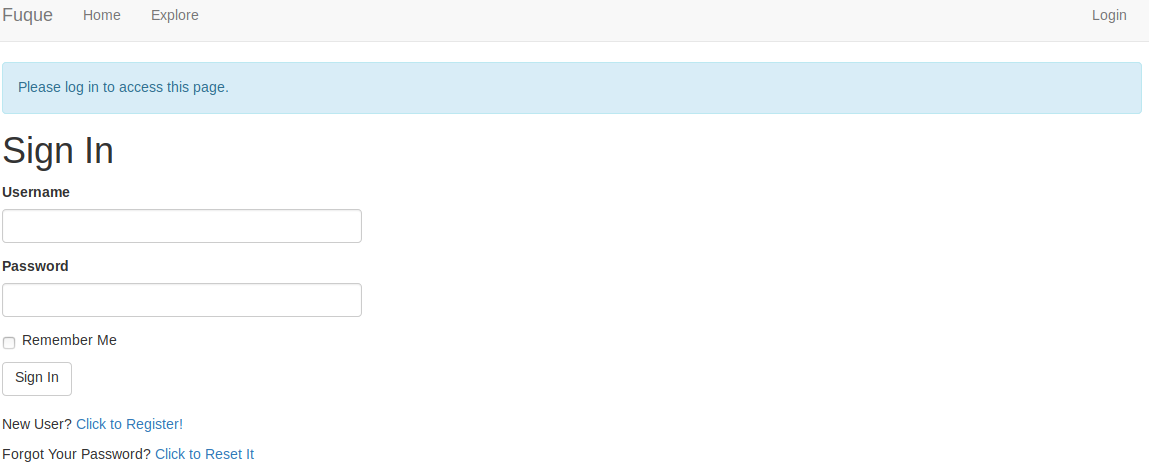 Fuque Home Explore Login
Please log in to access this page.
Sign In
Username
Password
Remember Me
Sign In
New User? Click to Register!
Forgot Your Password? Click to Reset It